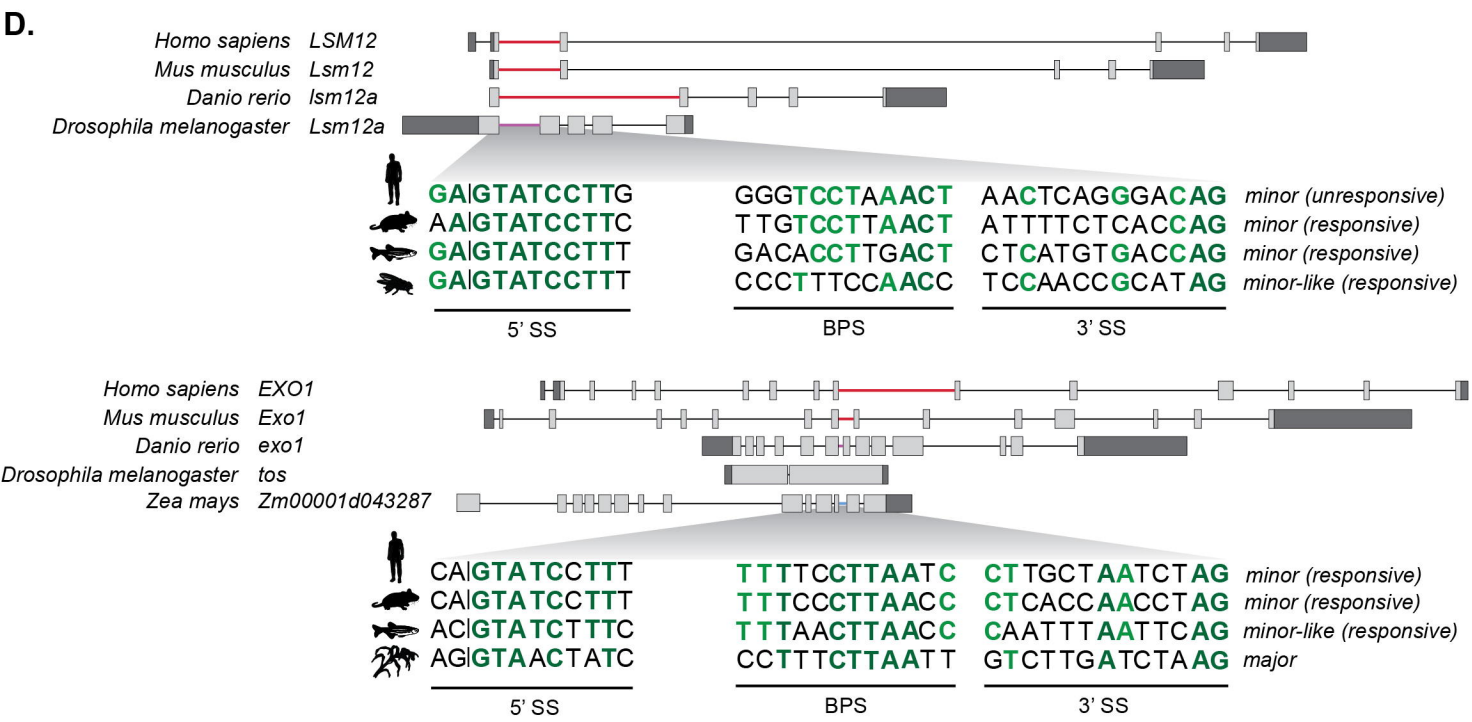 D.
Homo sapiens LSM12
Mus musculus Lsm12
Danio rerio lsm12a
Drosophila melanogaster Lsm12a
GA|GTATCCTTG GGGTCCTAAACT AACTCAGGGACAG minor (unresponsive)
AA|GTATCCTTC TTGTCCTTAACT ATTTTCTCACCAG minor (responsive)
GA|GTATCCTTT GACACCTTGACT CTCATGTGACCAG minor (responsive)
GA|GTATCCTTT CCCTTTCCAACC TCCAACCGCATAG minor-like (responsive)
5’ SS BPS 3’ SS
Homo sapiens EXO1
Mus musculus Exo1
Danio rerio exo1
Drosophila melanogaster tos
Zea mays Zm00001d043287
CA|GTATCCTTT TTTTCCTTAATC CTTGCTAATCTAG minor (responsive)
CA|GTATCCTTT TTTCCCTTAACC CTCACCAACCTAG minor (responsive)
AC|GTATCTTTC TTTAACTTAACC CAATTTAATTCAG minor-like (responsive)
AG|GTAACTATC CCTTTCTTAATT GTCTTGATCTAAG major
5’ SS BPS 3’ SS